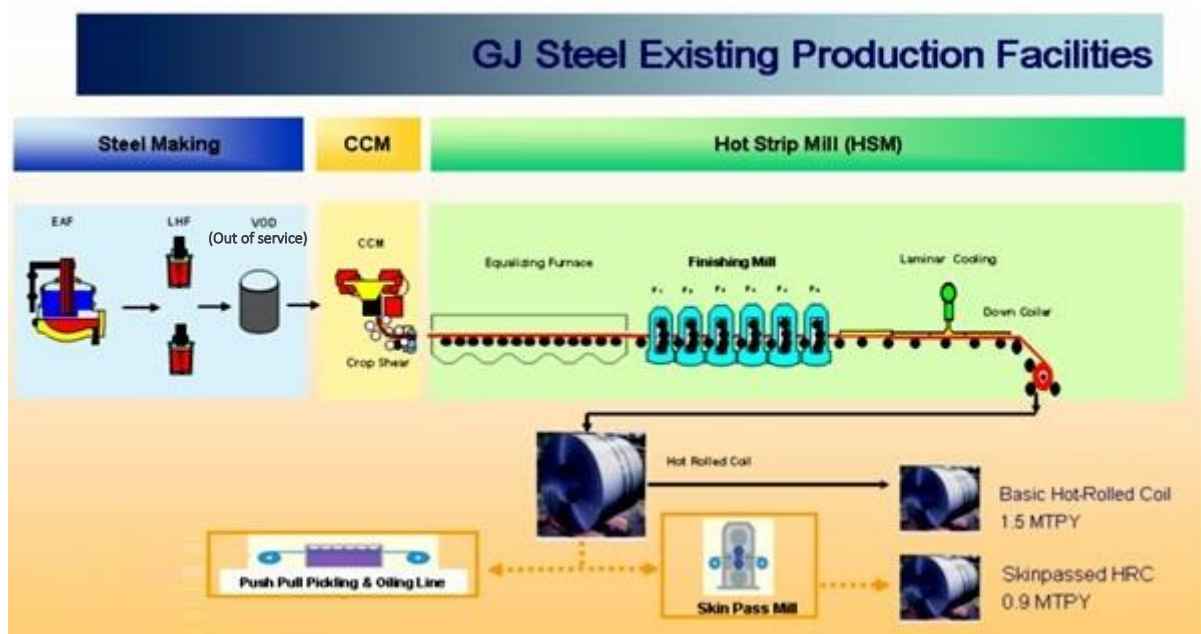 GJ Steel Existing Production Facilities
Steel Making
CCM
Hot Strip Mill (HSM)
EAF
LHF
VOD
(Out of service)
CCM
Crop Shear
Equalizing Furnace
Finishing Mill
Laminar Cooling
Down Coiler
Hot Rolled Coil
Basic Hot-Rolled Coil
1.5 MTPY
Push Pull Pickling & Oiling Line
Skin Pass Mill
Skinpassed HRC
0.9 MTPY